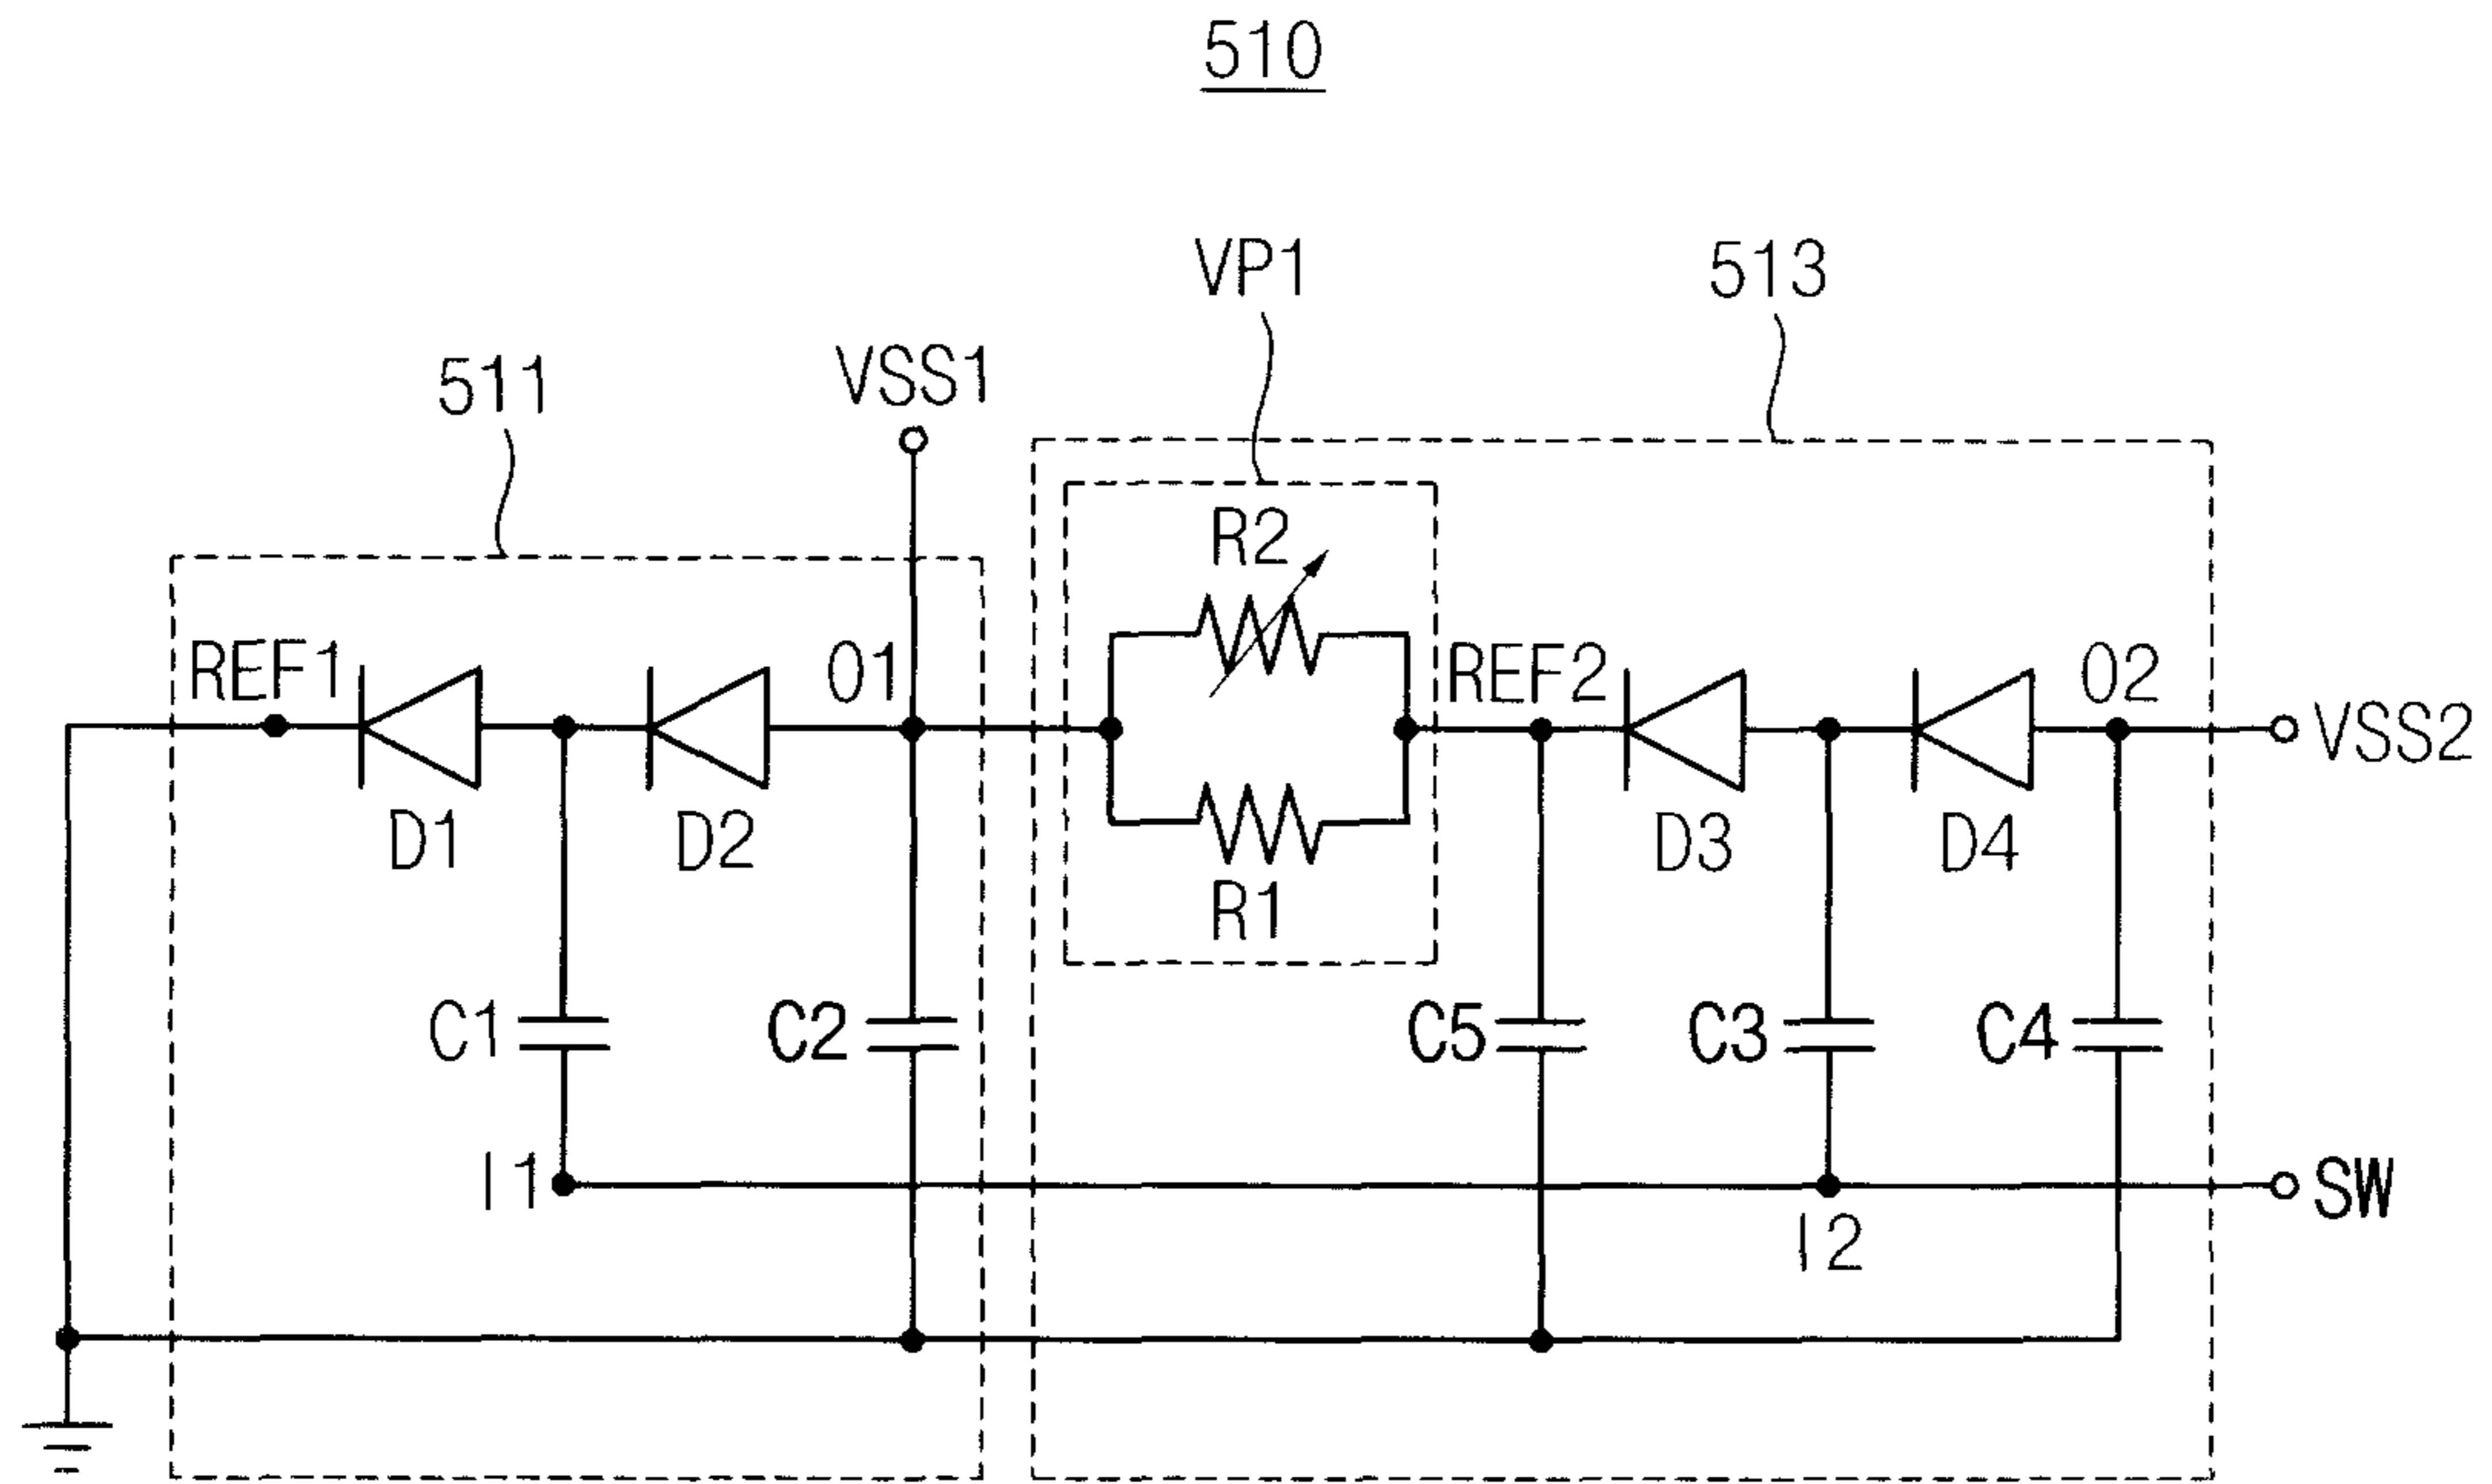 510
VP1
513
511
VSS1
R2
REF1
O1
REF2
O2
VSS2
D1
D2
D3
D4
R1
C1
C2
C5
C3
C4
I1
SW
I2